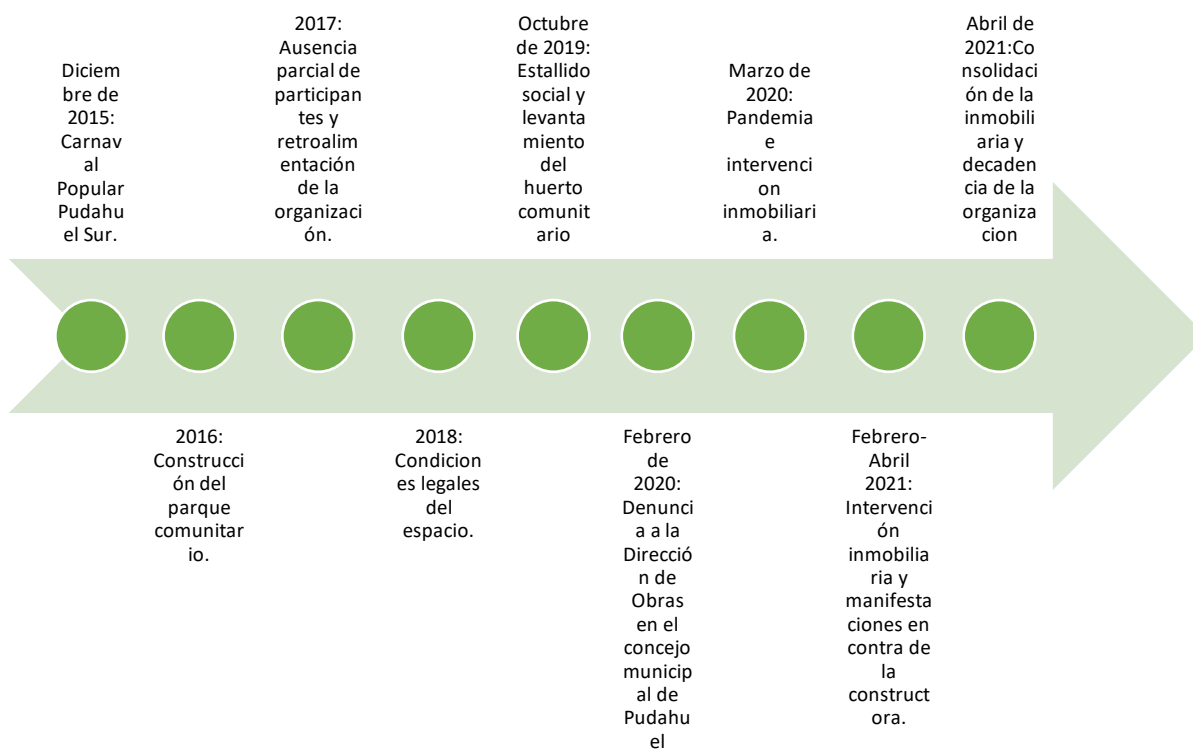 Diciem
bre de
2015:
Carnav
al
Popular
Pudahu
el Sur.
2016:
Construcci
ón del
parque
comunitar
io.
2017:
Ausencia
parcial de
participan
tes y
retroalim
entación
de la
organizaci
ón.
2018:
Condicion
es legales
del
espacio.
Octubre
de 2019:
Estallido
social y
levanta
miento
del
huerto
comunit
ario
Febrero
de
2020:
Denunci
a a la
Direcció
n de
Obras
en el
concejo
municip
al de
Pudahu
el
Marzo de
2020:
Pandemia
e
intervenci
on
inmobiliari
a.
Febrero-
Abril
2021:
Intervenci
ón
inmobilia
ria y
manifesta
ciones en
contra de
la
construct
ora.
Abril de
2021:Co
nsolidaci
ón de la
inmobili
aria y
decaden
cia de la
organiza
cion